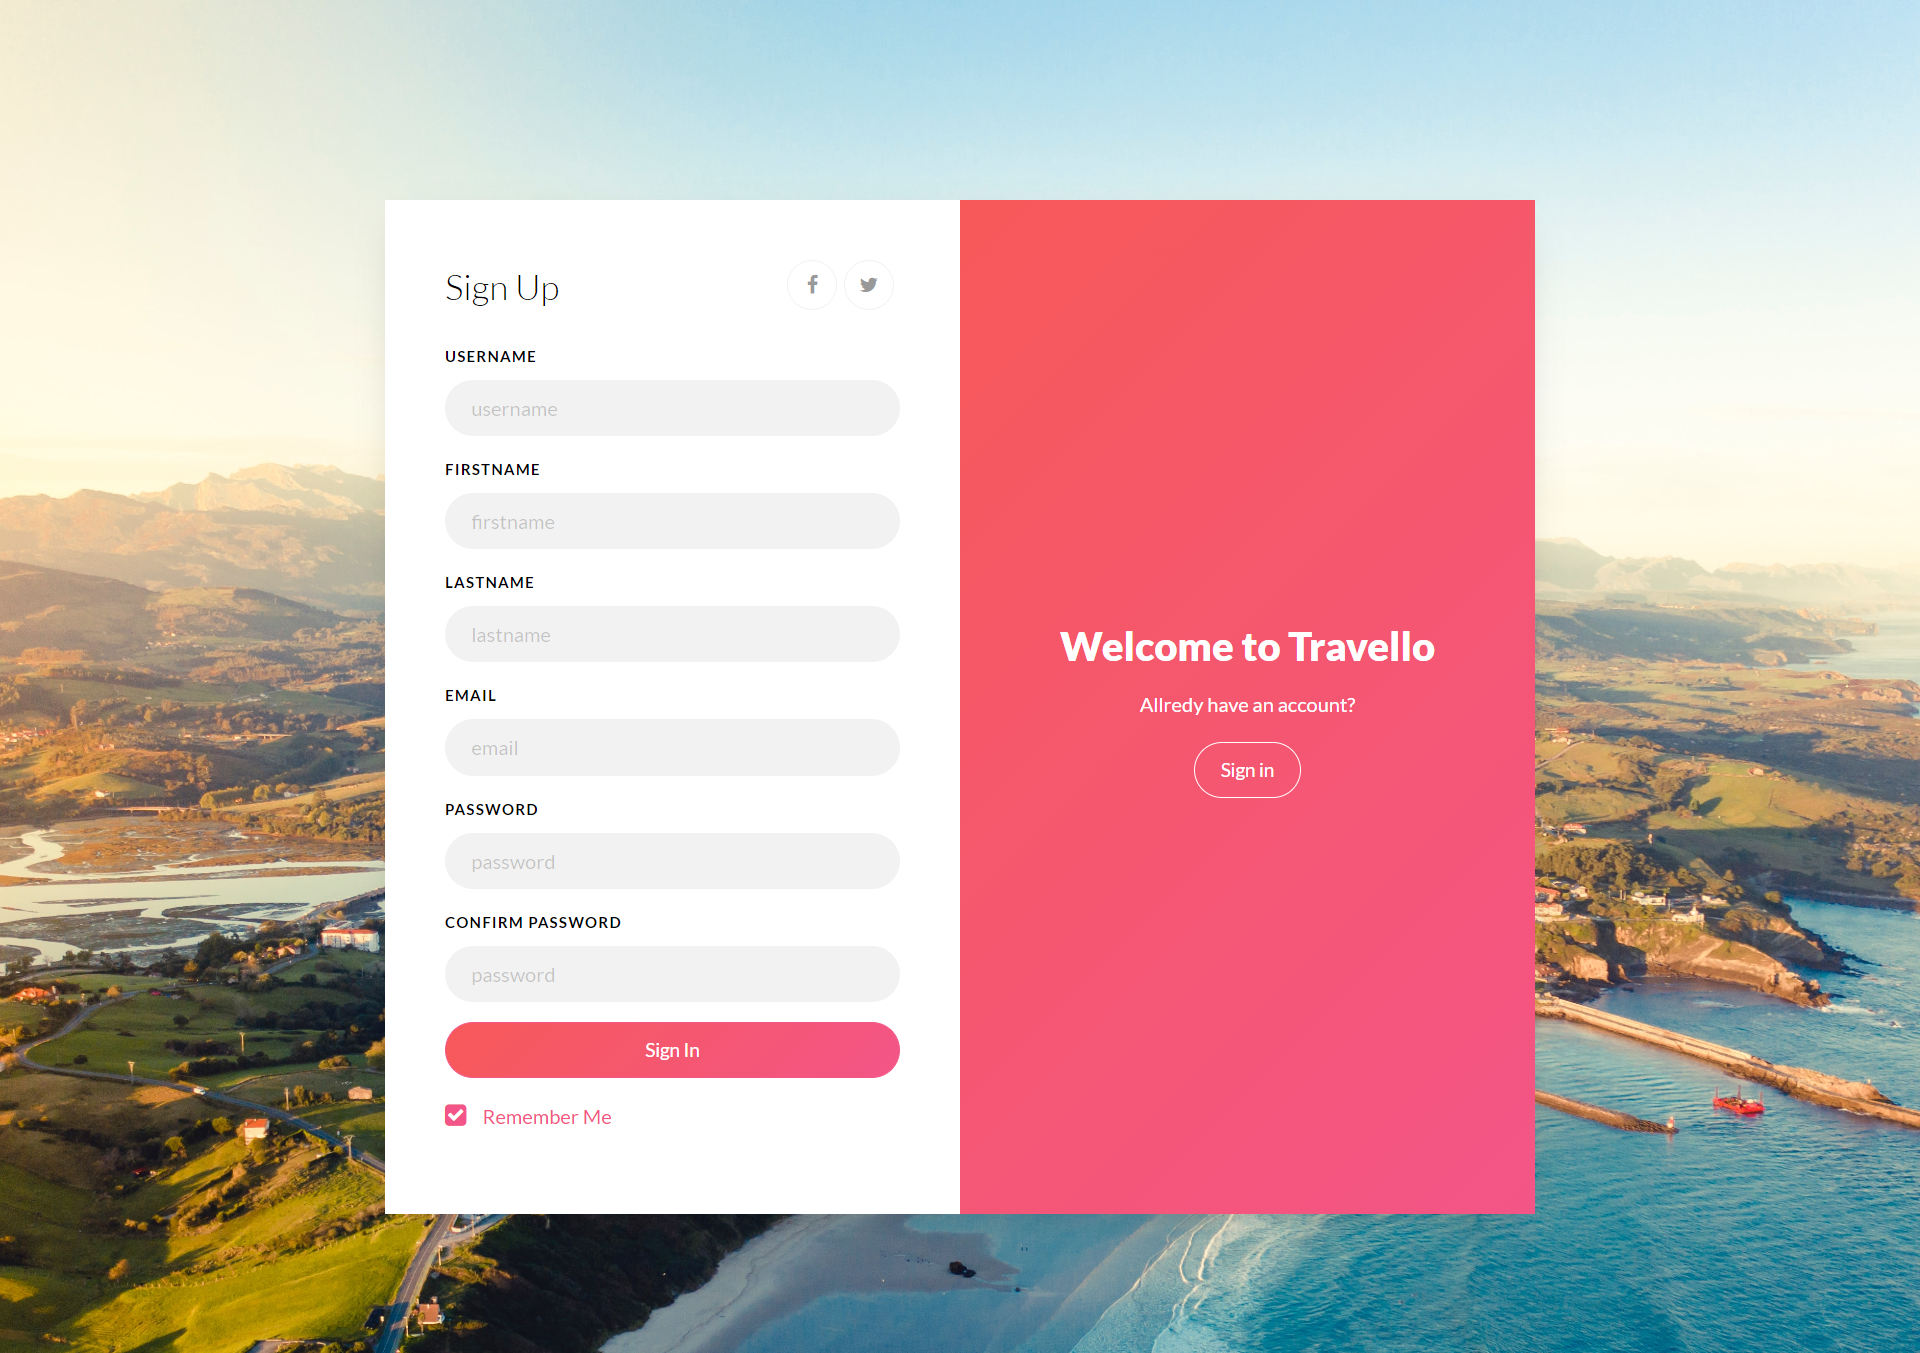 Sign Up
USERNAME
username
FIRSTNAME
firstname
LASTNAME
lastname
EMAIL
email
PASSWORD
password
CONFIRM PASSWORD
password
Sign In
Remember Me
Welcome to Travello
Allredy have an account?
Sign in